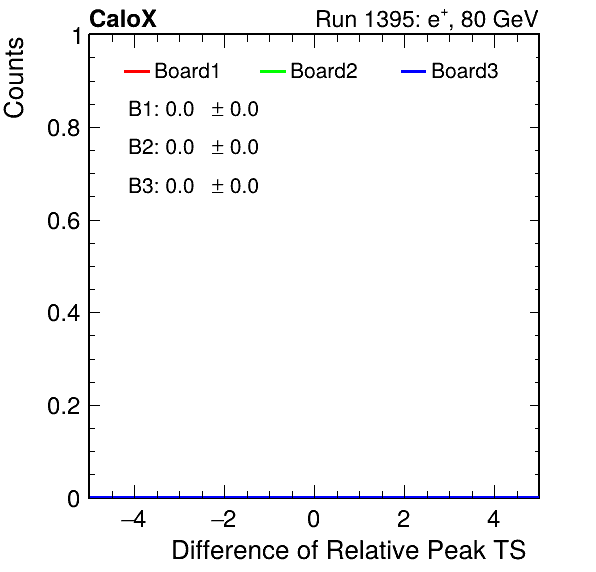 CaloX Run 1395: e+, 80 GeV
Counts
Board1 Board2 Board3
B1: 0.0 ± 0.0
B2: 0.0 ± 0.0
B3: 0.0 ± 0.0
1
0.8
0.6
0.4
0.2
0
−4 −2 0 2 4
Difference of Relative Peak TS